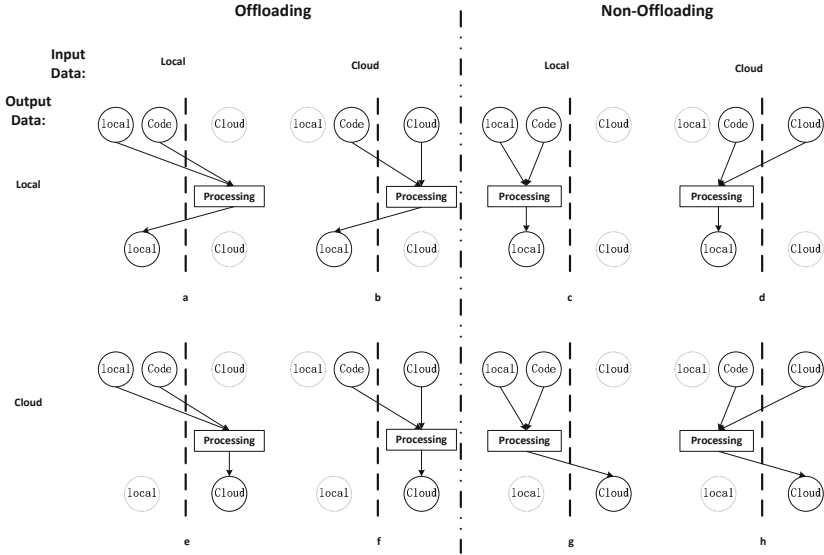 Offloading Non-Offloading
Input
Data:
Local Cloud Local Cloud
Output
Data:
local Code Cloud local Code Cloud local Code Cloud local Code Cloud
Local
Processing Processing Processing Processing
local Cloud local Cloud local Cloud local Cloud
a b c d
local Code Cloud local Code Cloud local Code Cloud local Code Cloud
Cloud
Processing Processing Processing Processing
local Cloud local Cloud local Cloud local Cloud
e f g h